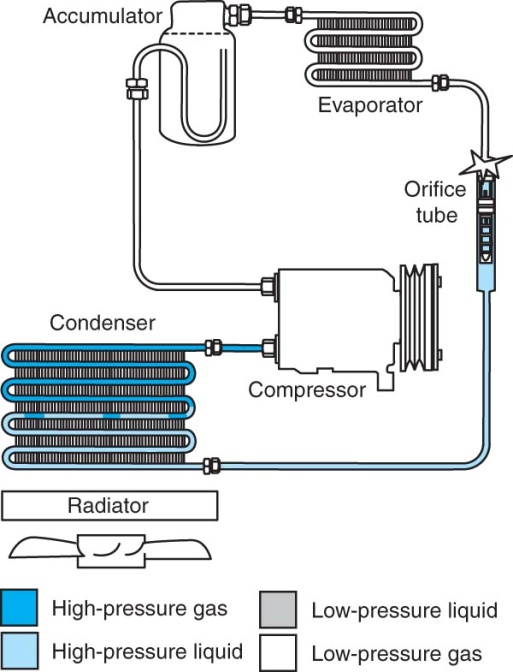 Accumulator
Evaporator
Orifice
tube
Condenser
Compressor
Radiator
High-pressure gas
Low-pressure liquid
High-pressure liquid
Low-pressure gas